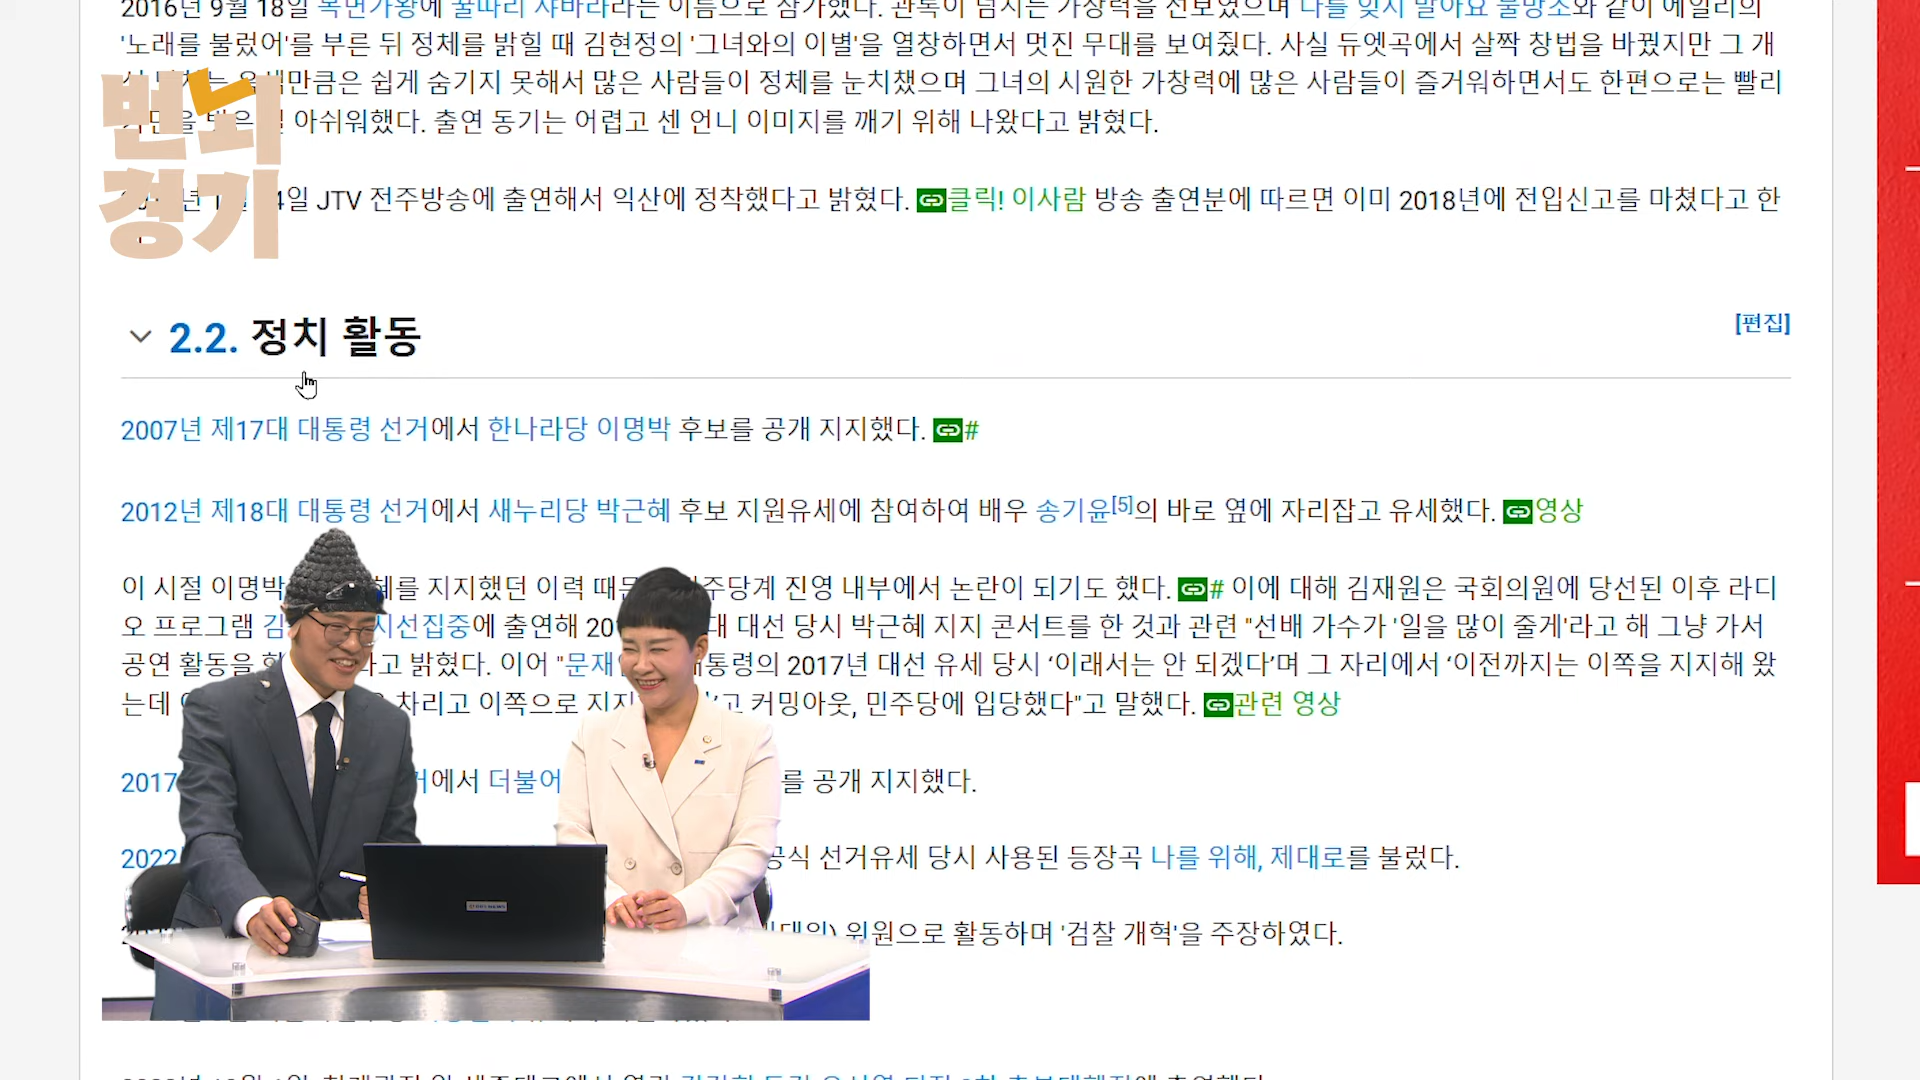 2016년 9월 18일 복면가왕에 꿀따리 샤바라라는 이름으로 참가했다. 관록이 넘치는 가창력을 선보였으며 나를 잊지 말아요 물망초와 같이 에일리의
'노래를 불렀어'를 부른 뒤 정체를 밝힐 때 김현정의 '그녀와의 이별'을 열창하면서 멋진 무대를 보여줬다. 사실 듀엣곡에서 살짝 창법을 바꿨지만 그 개
음색만큼은 쉽게 숨기지 못해서 많은 사람들이 정체를 눈치챘으며 그녀의 시원한 가창력에 많은 사람들이 즐거워하면서도 한편으로는 빨리
아쉬워했다. 출연 동기는 어렵고 센 언니 이미지를 깨기 위해 나왔다고 밝혔다.
번뇌
경기
4일 JTV 전주방송에 출연해서 익산에 정착했다고 밝혔다. 클릭! 이사람 방송 출연분에 따르면 이미 2018년에 전입신고를 마쳤다고 한
2.2. 정치 활동
[편집]
2007년 제17대 대통령 선거에서 한나라당 이명박 후보를 공개 지지했다. #
2012년 제18대 대통령 선거에서 새누리당 박근혜 후보 지원유세에 참여하여 배우 송기윤[5]의 바로 옆에 자리잡고 유세했다. 영상
이 시절 이명박 혜를 지지했던 이력 때문 주당계 진영 내부에서 논란이 되기도 했다. # 이에 대해 김재원은 국회의원에 당선된 이후 라디
오 프로그램 김 시선집중에 출연해 20 대 대선 당시 박근혜 지지 콘서트를 한 것과 관련 "선배 가수가 '일을 많이 줄게'라고 해 그냥 가서
공연 활동을 라고 밝혔다. 이어 "문재 대통령의 2017년 대선 유세 당시 ‘이래서는 안 되겠다’며 그 자리에서 ‘이전까지는 이쪽을 지지해 왔
는데 차리고 이쪽으로 지지 고 커밍아웃, 민주당에 입당했다"고 말했다. 관련 영상
2017 거에서 더불어 를 공개 지지했다.
2022 공식 선거유세 당시 사용된 등장곡 나를 위해, 제대로를 불렀다.
위원으로 활동하며 '검찰 개혁'을 주장하였다.